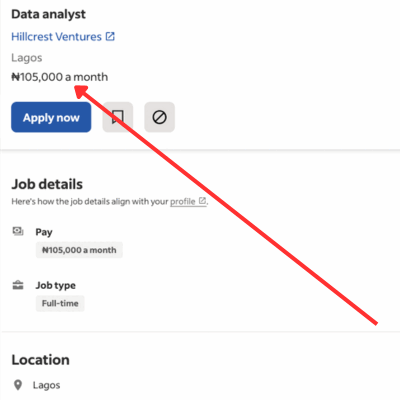 Data analyst
Hillcrest Ventures
Lagos
₦105,000 a month
Apply now
Job details
Here's how the job details align with your profile.
Pay
₦105,000 a month
Job type
Full-time
Location
Lagos